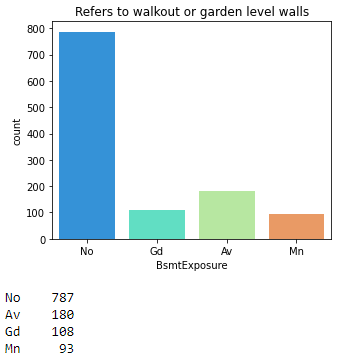 Refers to walkout or garden level walls
800
700
600
500
400
300
200
100
0
count
No Gd Av Mn
BsmtExposure
No 787
Av 180
Gd 108
Mn 93